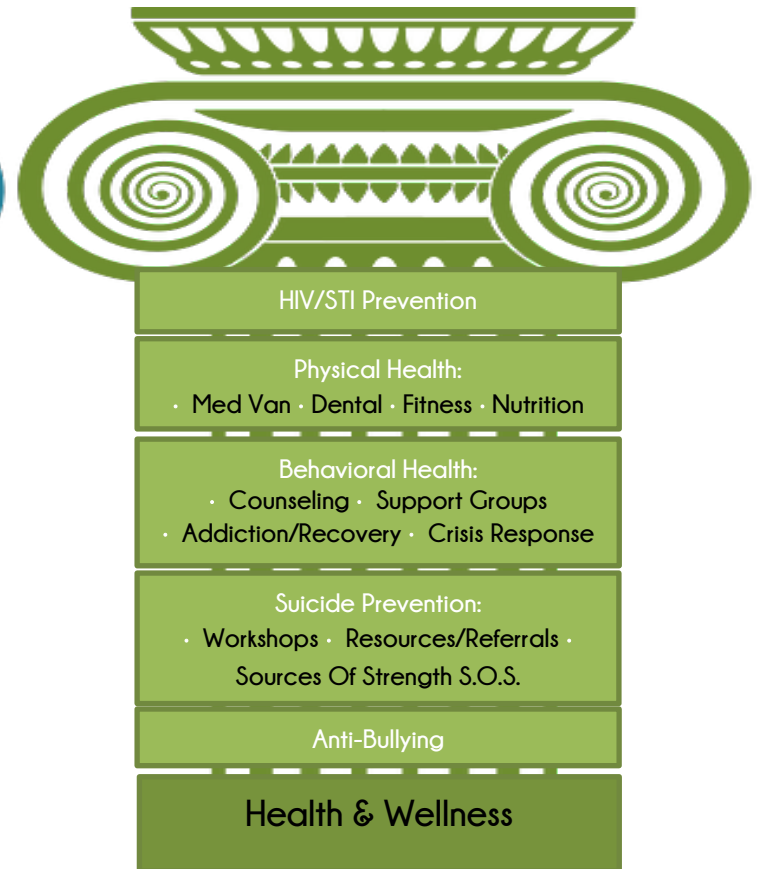 HIV/STI Prevention
Physical Health:
· Med Van · Dental · Fitness · Nutrition
Behavioral Health:
· Counseling · Support Groups
· Addiction/Recovery · Crisis Response
Suicide Prevention:
· Workshops · Resources/Referrals ·
Sources Of Strength S.O.S.
Anti-Bullying
Health & Wellness